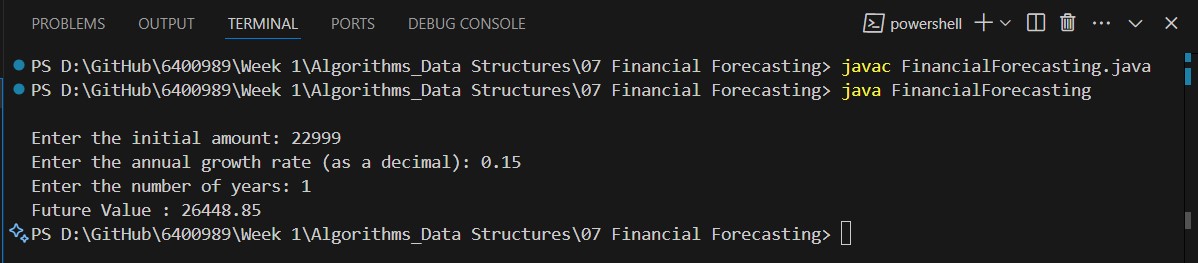 PROBLEMS OUTPUT TERMINAL PORTS DEBUG CONSOLE powershell
PS D:\GitHub\6400989\Week 1\Algorithms_Data Structures\07 Financial Forecasting> javac FinancialForecasting.java
PS D:\GitHub\6400989\Week 1\Algorithms_Data Structures\07 Financial Forecasting> java FinancialForecasting
Enter the initial amount: 22999
Enter the annual growth rate (as a decimal): 0.15
Enter the number of years: 1
Future Value : 26448.85
PS D:\GitHub\6400989\Week 1\Algorithms_Data Structures\07 Financial Forecasting>